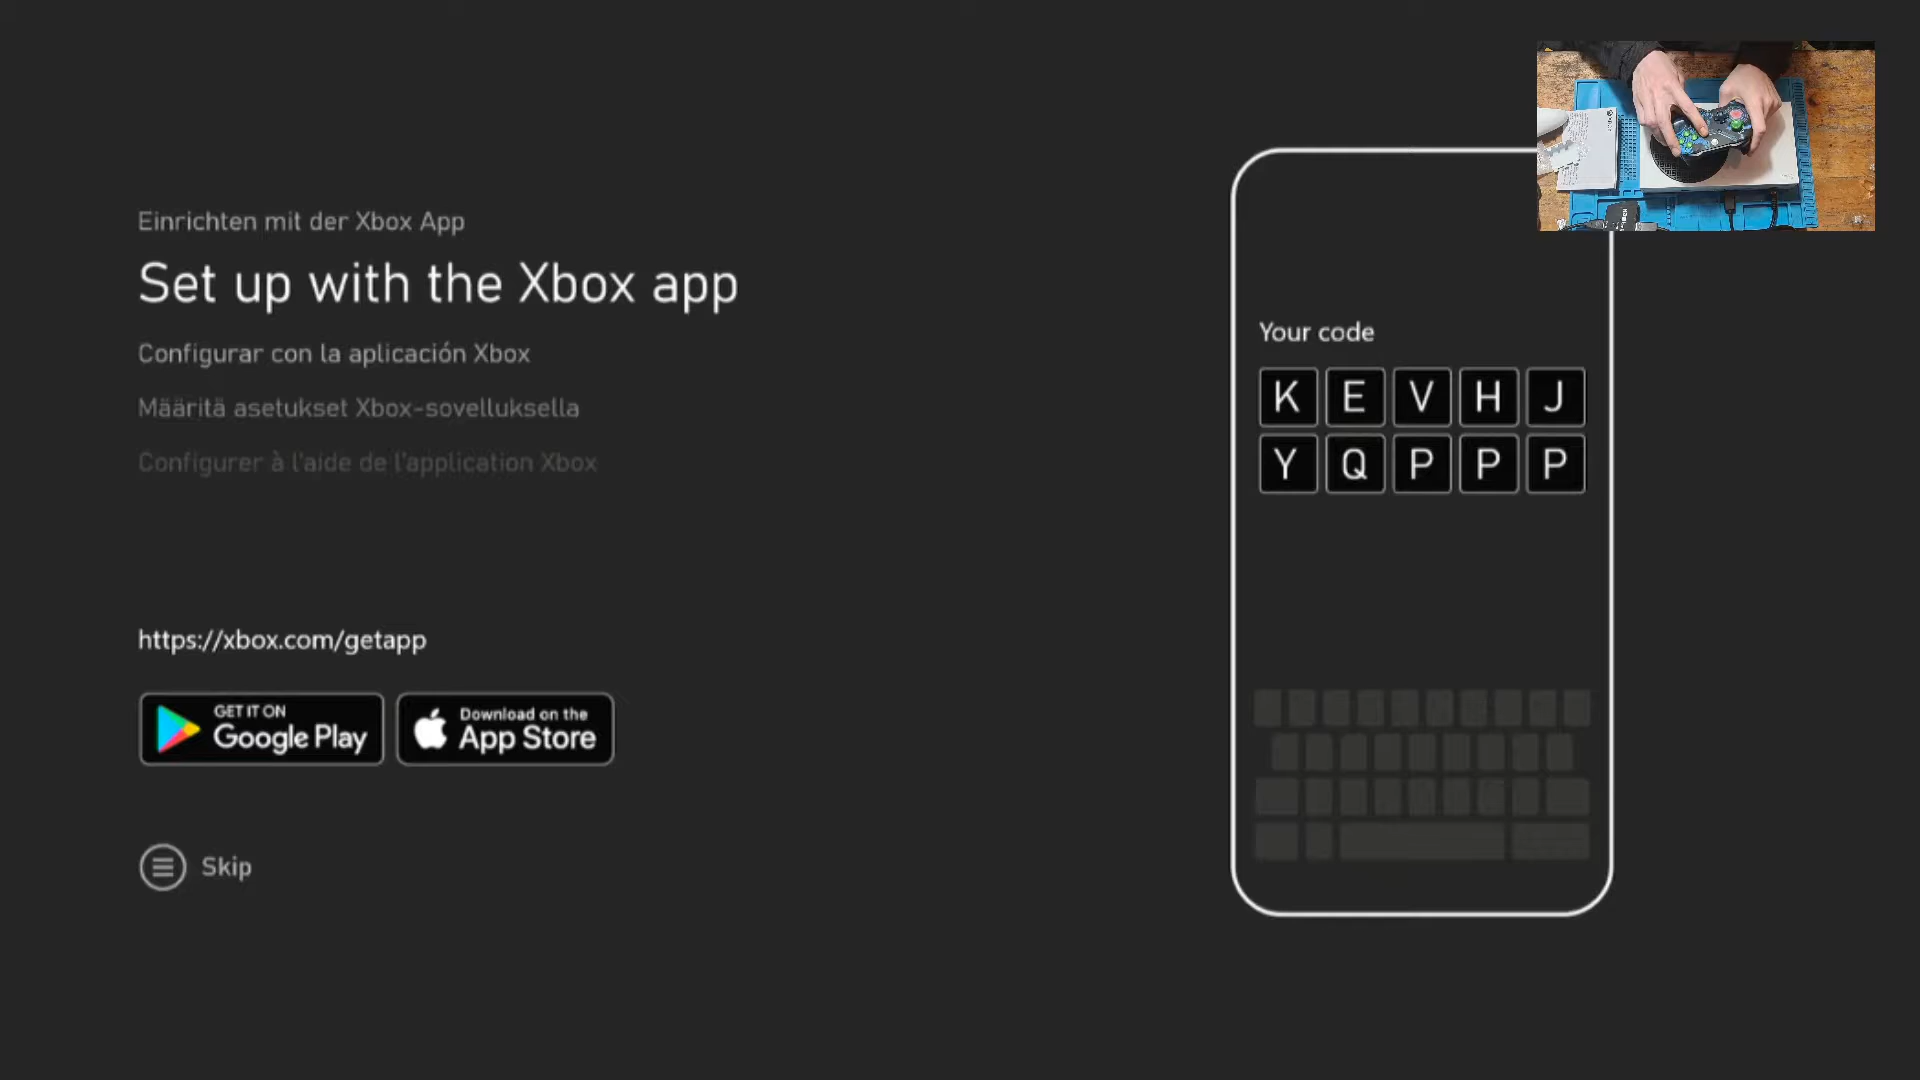 Einrichten mit der Xbox App
Set up with the Xbox app
Configurar con la aplicación Xbox
Määritä asetukset Xbox-sovelluksella
Configurer à l'aide de l'application Xbox
https://xbox.com/getapp
GET IT ON
Google Play
Download on the
App Store
Skip
Your code
K E V H J
Y Q P P P